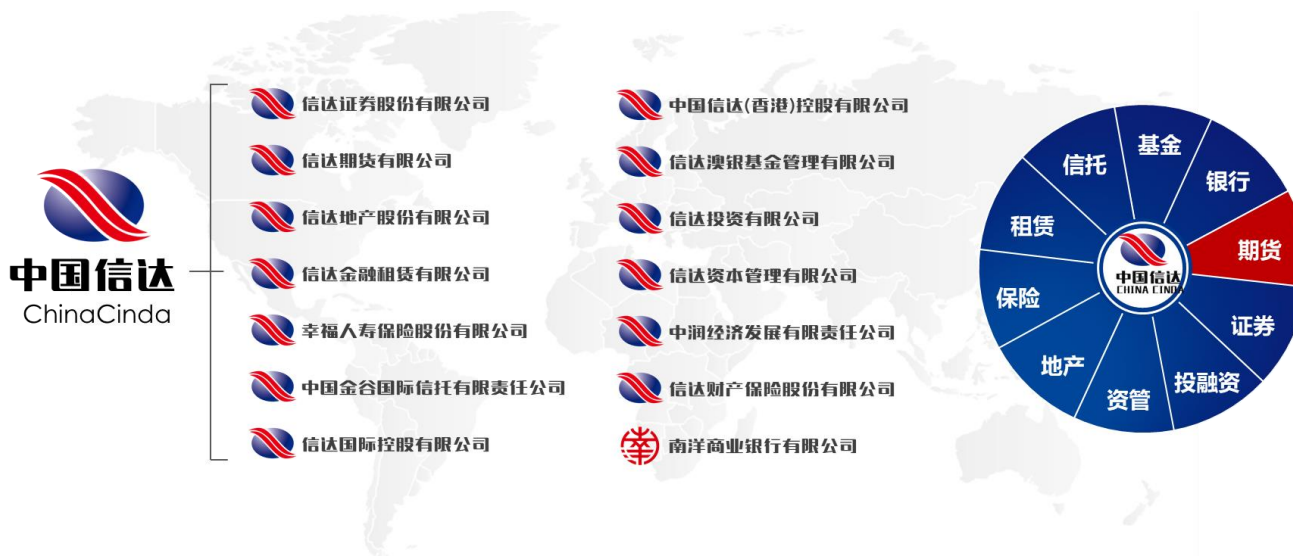 中国信达
ChinaCinda
信达证券股份有限公司
信达期货有限公司
信达地产股份有限公司
信达金融租赁有限公司
幸福人寿保险股份有限公司
中国金谷国际信托有限责任公司
信达国际控股有限公司
中国信达(香港)控股有限公司
信达澳银基金管理有限公司
信达投资有限公司
信达资本管理有限公司
中润经济发展有限责任公司
信达财产保险股份有限公司
南洋商业银行有限公司
基金
银行
期货
证券
投融资
资管
地产
保险
租赁
信托
中国信达
CHINA CINDA